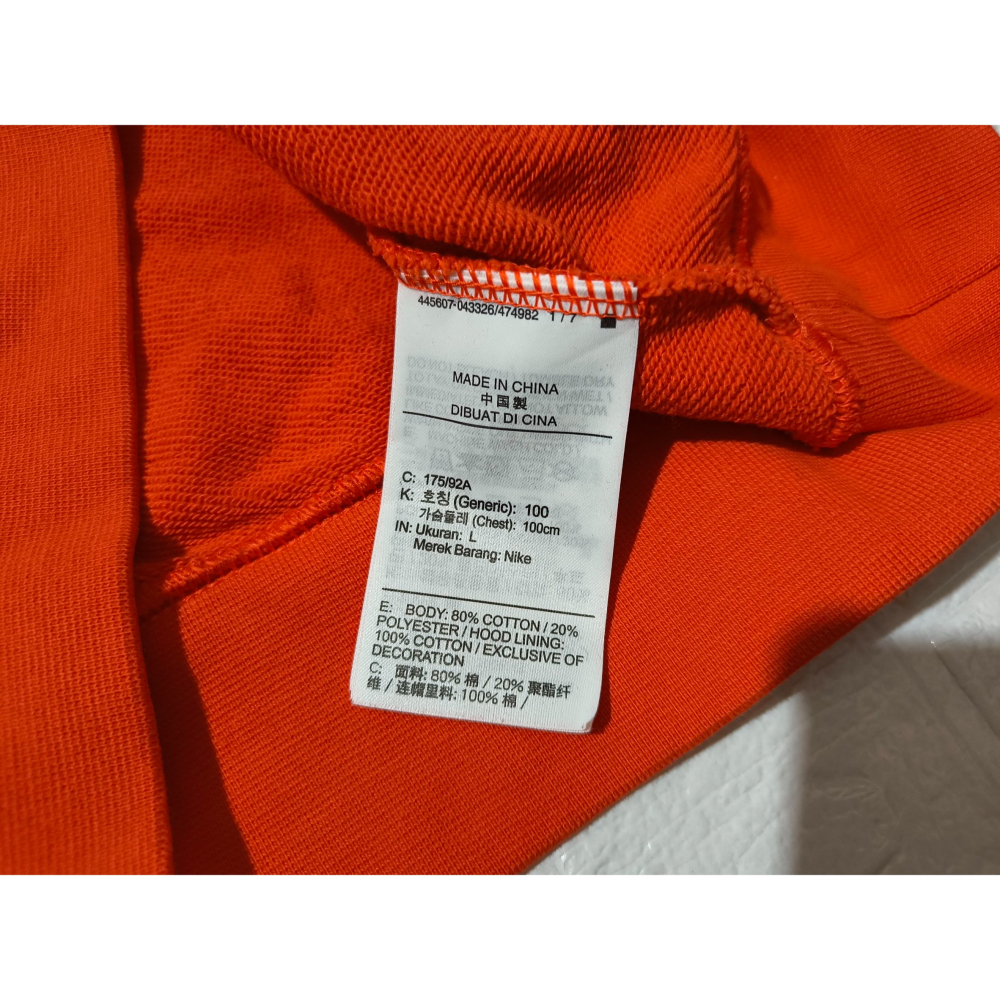 445607-043326/474982 1 / 7
MADE IN CHINA
中国製
DIBUAT DI CINA
C: 175/92A
K: 호칭 (Generic): 100
가슴둘레 (Chest): 100cm
IN: Ukuran: L
Merek Barang: Nike
E: BODY: 80% COTTON / 20%
POLYESTER / HOOD LINING:
100% COTTON / EXCLUSIVE OF
DECORATION
C: 面料: 80% 棉 / 20% 聚酯纤
维 / 连帽里料: 100% 棉 /